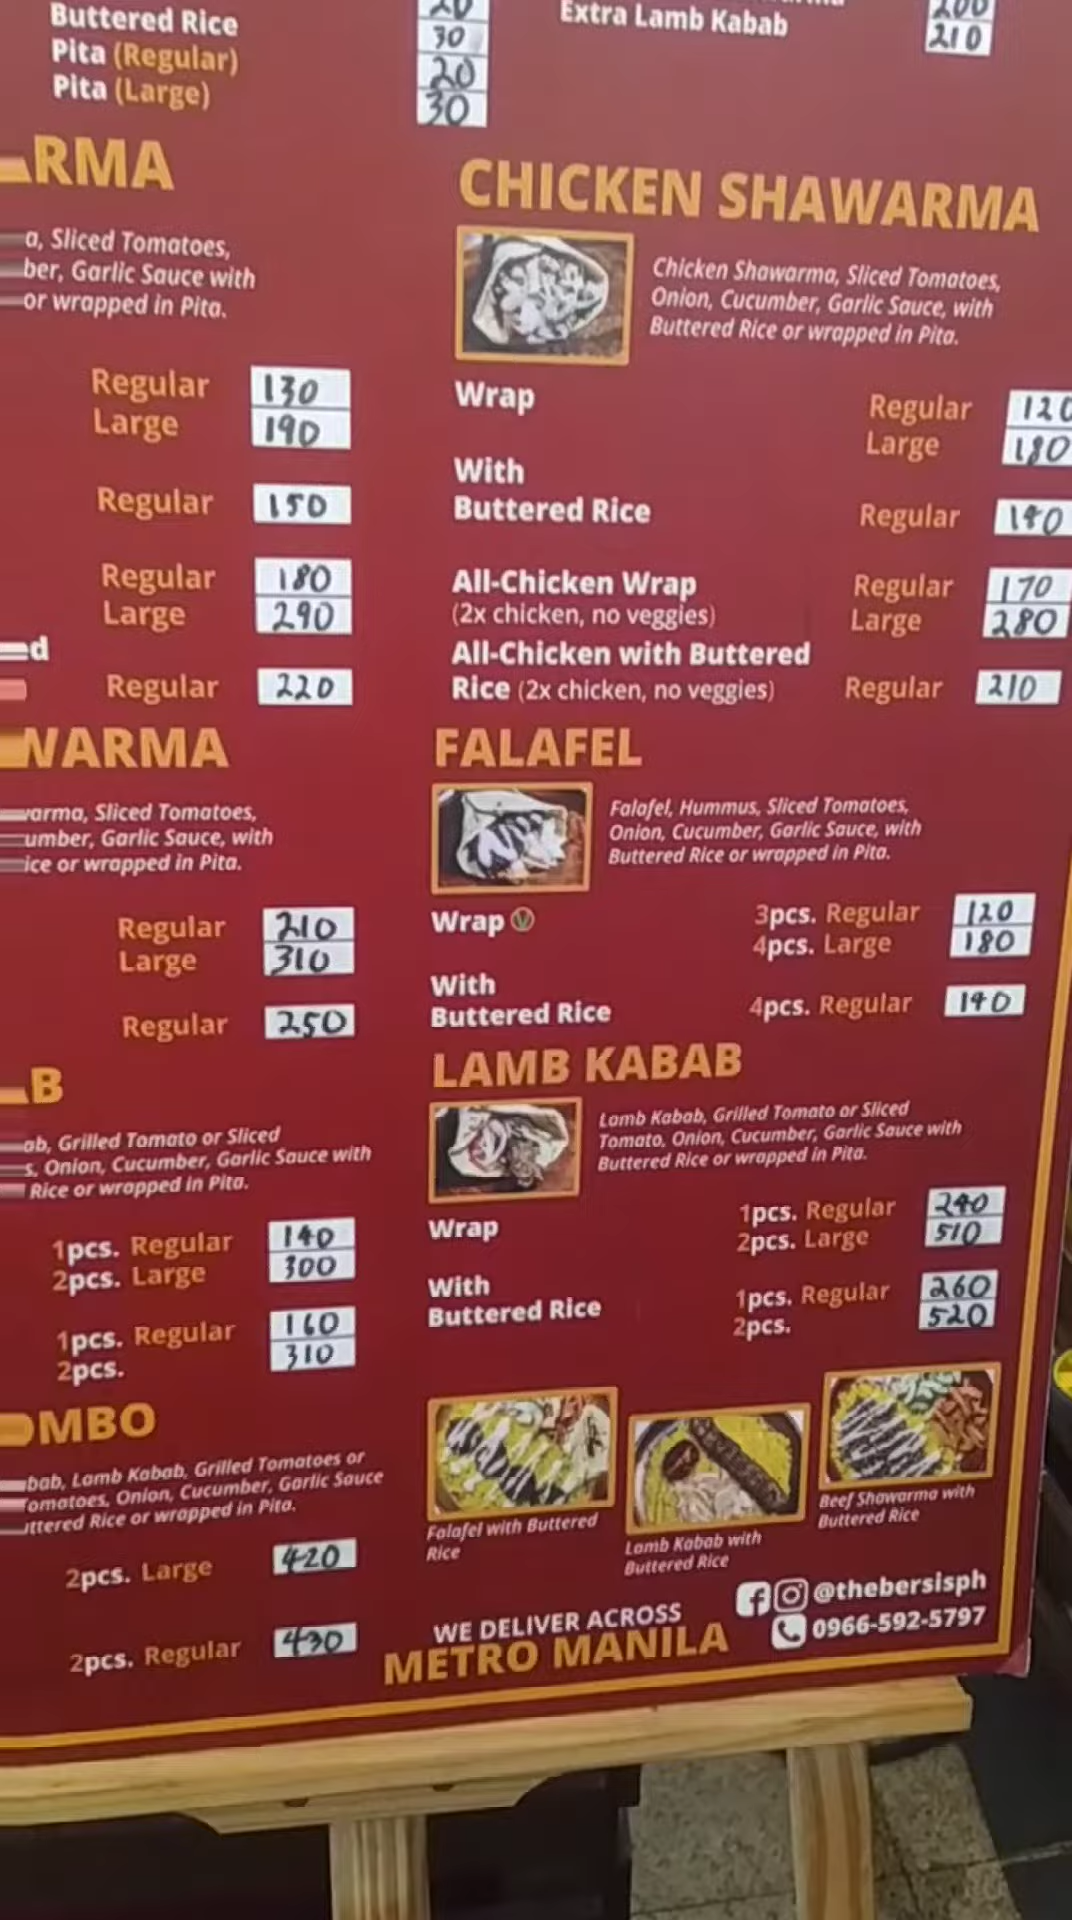 Buttered Rice 30
Pita (Regular) 20
Pita (Large) 30
Extra Lamb Kabab 210
RMA
a, Sliced Tomatoes,
ber, Garlic Sauce with
or wrapped in Pita.
Regular 130
Large 190
Regular 150
Regular 180
Large 290
ed
Regular 220
WARMA
arma, Sliced Tomatoes,
umber, Garlic Sauce, with
ice or wrapped in Pita.
Regular 210
Large 310
Regular 250
B
ab, Grilled Tomato or Sliced
s, Onion, Cucumber, Garlic Sauce with
Rice or wrapped in Pita.
1pcs. Regular 140
2pcs. Large 300
1pcs. Regular 160
2pcs. 310
OMBO
bab, Lamb Kabab, Grilled Tomatoes or
omatoes, Onion, Cucumber, Garlic Sauce
ttered Rice or wrapped in Pita.
2pcs. Large 420
2pcs. Regular 430
CHICKEN SHAWARMA
Chicken Shawarma, Sliced Tomatoes,
Onion, Cucumber, Garlic Sauce, with
Buttered Rice or wrapped in Pita.
Wrap Regular 120
Large 180
With
Buttered Rice Regular 140
All-Chicken Wrap Regular 170
(2x chicken, no veggies) Large 280
All-Chicken with Buttered
Rice (2x chicken, no veggies) Regular 210
FALAFEL
Falafel, Hummus, Sliced Tomatoes,
Onion, Cucumber, Garlic Sauce, with
Buttered Rice or wrapped in Pita.
Wrap V 3pcs. Regular 120
4pcs. Large 180
With
Buttered Rice 4pcs. Regular 140
LAMB KABAB
Lamb Kabab, Grilled Tomato or Sliced
Tomato, Onion, Cucumber, Garlic Sauce with
Buttered Rice or wrapped in Pita.
Wrap 1pcs. Regular 240
2pcs. Large 510
With
Buttered Rice 1pcs. Regular 260
2pcs. 520
Falafel with Buttered
Rice
Lamb Kabab with
Buttered Rice
Beef Shawarma with
Buttered Rice
WE DELIVER ACROSS
METRO MANILA
@thebersisph
0966-592-5797